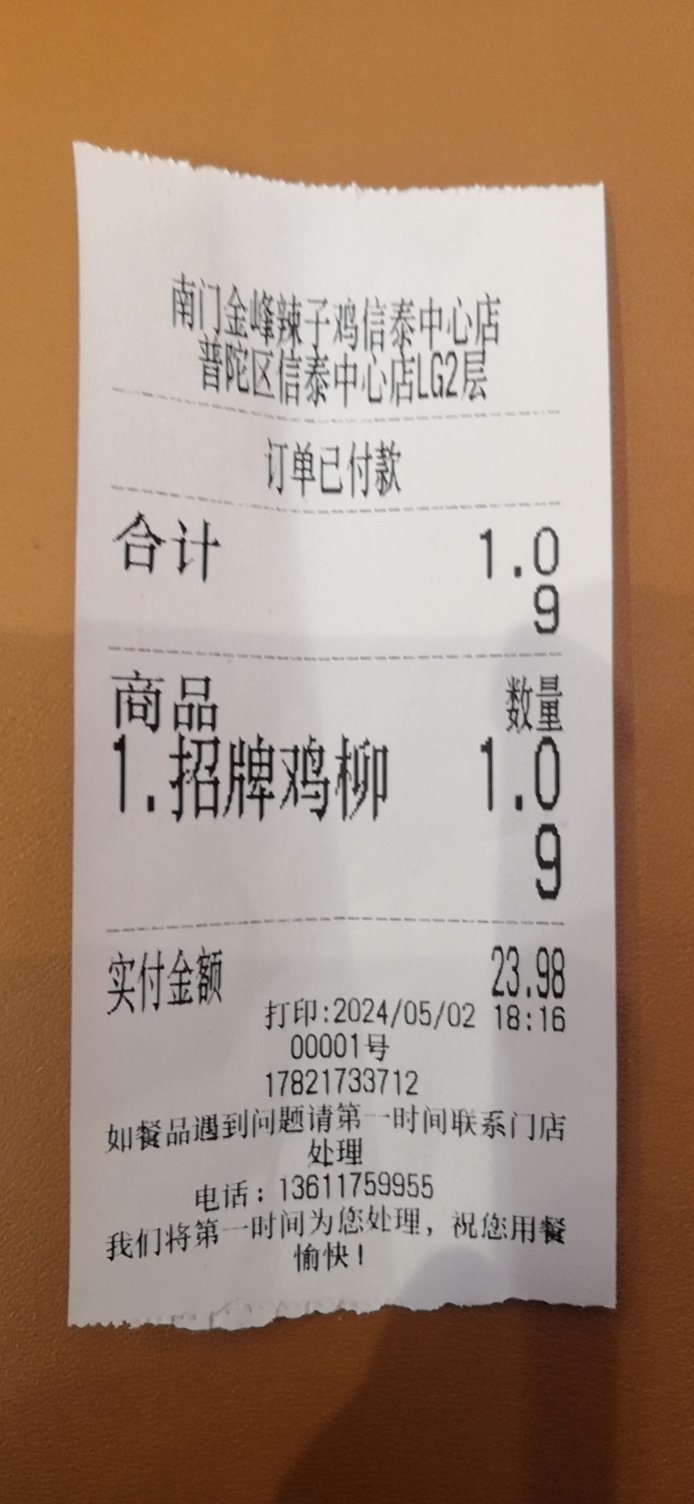 南门金峰辣子鸡信泰中心店
普陀区信泰中心店LG2层
订单已付款
合计 1.0
9
商品 数量
1.招牌鸡柳 1.0
9
实付金额 23.98
打印:2024/05/02 18:16
00001号
17821733712
如餐品遇到问题请第一时间联系门店
处理
电话:13611759955
我们将第一时间为您处理,祝您用餐
愉快!